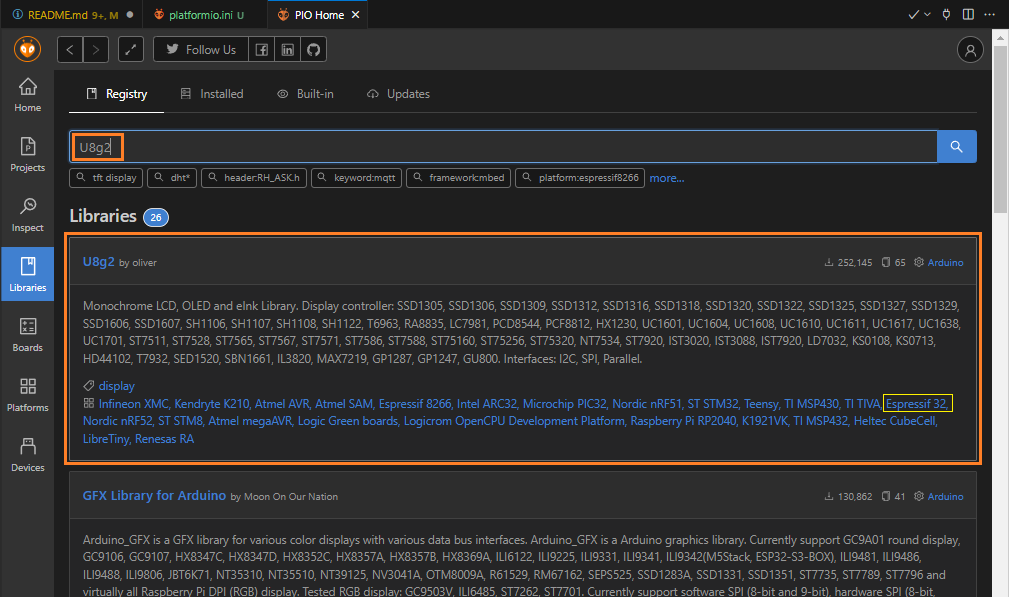 README.md 9+, M
platformio.ini U
PIO Home
Follow Us
Registry
Installed
Built-in
Updates
Home
Projects
Inspect
Libraries
Boards
Platforms
Devices
U8g2
tft display
dht*
header:RH_ASK.h
keyword:mqtt
framework:mbed
platform:espressif8266
more...
Libraries 26
U8g2 by oliver 252,145 65 Arduino
Monochrome LCD, OLED and eInk Library. Display controller: SSD1305, SSD1306, SSD1309, SSD1312, SSD1316, SSD1318, SSD1320, SSD1322, SSD1325, SSD1327, SSD1329,
SSD1606, SSD1607, SH1106, SH1107, SH1108, SH1122, T6963, RA8835, LC7981, PCD8544, PCF8812, HX1230, UC1601, UC1604, UC1608, UC1610, UC1611, UC1617, UC1638,
UC1701, ST7511, ST7528, ST7565, ST7567, ST7571, ST7586, ST7588, ST75160, ST75256, ST75320, NT7534, ST7920, IST3020, IST3088, IST7920, LD7032, KS0108, KS0713,
HD44102, T7932, SED1520, SBN1661, IL3820, MAX7219, GP1287, GP1247, GU800. Interfaces: I2C, SPI, Parallel.
display
Infineon XMC, Kendryte K210, Atmel AVR, Atmel SAM, Espressif 8266, Intel ARC32, Microchip PIC32, Nordic nRF51, ST STM32, Teensy, TI MSP430, TI TIVA, Espressif 32,
Nordic nRF52, ST STM8, Atmel megaAVR, Logic Green boards, Logicrom OpenCPU Development Platform, Raspberry Pi RP2040, K1921VK, TI MSP432, Heltec CubeCell,
LibreTiny, Renesas RA
GFX Library for Arduino by Moon On Our Nation 130,862 41 Arduino
Arduino_GFX is a GFX library for various color displays with various data bus interfaces. Arduino_GFX is a Arduino graphics library. Currently support GC9A01 round display,
GC9106, GC9107, HX8347C, HX8347D, HX8352C, HX8357A, HX8357B, HX8369A, ILI6122, ILI9225, ILI9331, ILI9341, ILI9342(M5Stack, ESP32-S3-BOX), ILI9481, ILI9486,
ILI9488, ILI9806, JBT6K71, NT35310, NT35510, NT39125, NV3041A, OTM8009A, R61529, RM67162, SEPS525, SSD1283A, SSD1331, SSD1351, ST7735, ST7789, ST7796 and
virtually all Raspberry Pi DPI (RGB) display. Tested RGB display: GC9503V, ILI6485, ST7262, ST7701. Currently support software SPI (8-bit and 9-bit), hardware SPI (8-bit,